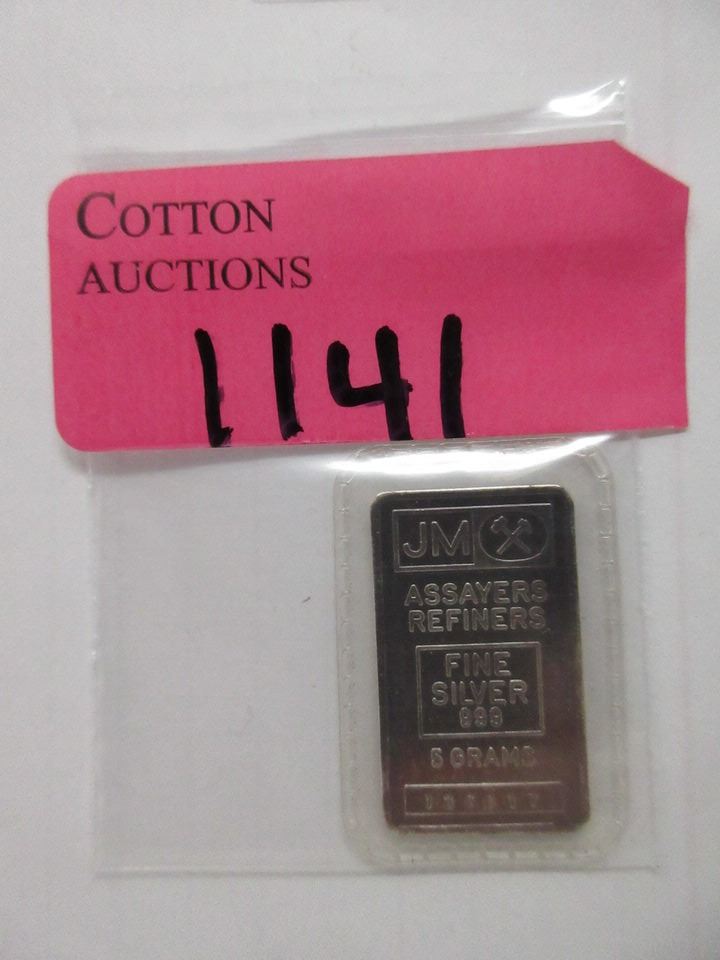 COTTON
AUCTIONS
1141
JM
ASSAYERS
REFINERS
FINE
SILVER
999
5 GRAMS